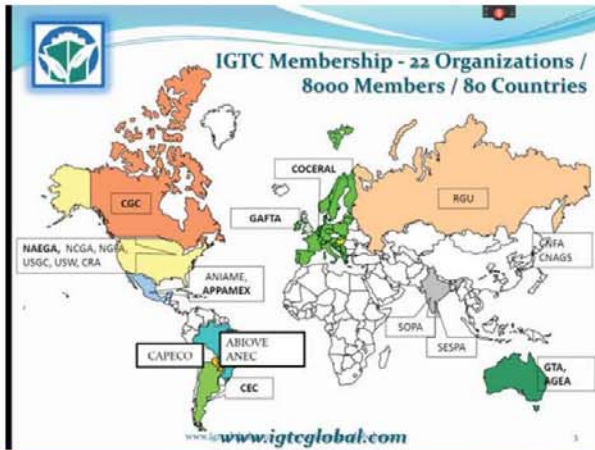 IGTC Membership - 22 Organizations /
8000 Members / 80 Countries
COCERAL
RGU
CGC
GAFTA
NAEGA, NCGA, NGFA,
USGC, USW, CRA
CNFA
CNAGS
ANIAME,
APPAMEX
SOPA
SESPA
ABIOVE
ANEC
CAPECO
GTA,
AGEA
CEC
www.igtcglobal.com